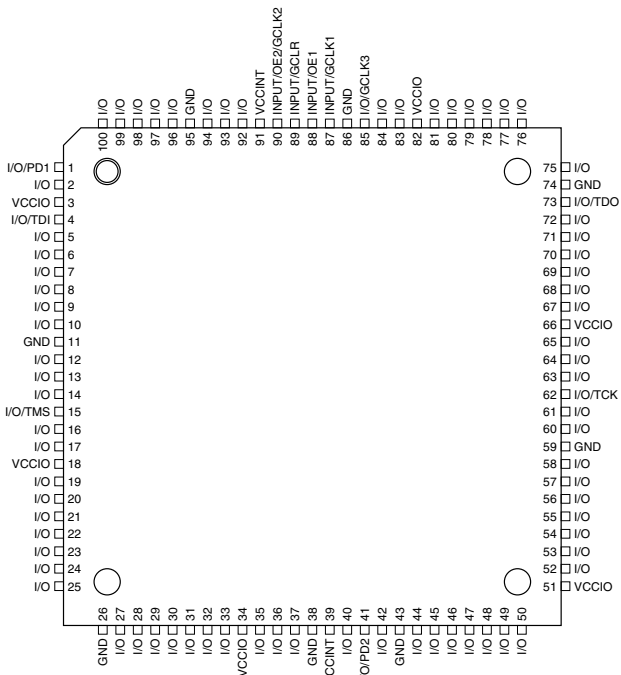 I/O/PD1 1
I/O 2
VCCIO 3
I/O/TDI 4
I/O 5
I/O 6
I/O 7
I/O 8
I/O 9
I/O 10
GND 11
I/O 12
I/O 13
I/O 14
I/O/TMS 15
I/O 16
I/O 17
VCCIO 18
I/O 19
I/O 20
I/O 21
I/O 22
I/O 23
I/O 24
I/O 25
26 GND
27 I/O
28 I/O
29 I/O
30 I/O
31 I/O
32 I/O
33 I/O
34 VCCIO
35 I/O
36 I/O
37 I/O
38 GND
39 CCINT
40 I/O
41 O/PD2
42 I/O
43 GND
44 I/O
45 I/O
46 I/O
47 I/O
48 I/O
49 I/O
50 I/O
51 VCCIO
52 I/O
53 I/O
54 I/O
55 I/O
56 I/O
57 I/O
58 I/O
59 GND
60 I/O
61 I/O
62 I/O/TCK
63 I/O
64 I/O
65 I/O
66 VCCIO
67 I/O
68 I/O
69 I/O
70 I/O
71 I/O
72 I/O
73 I/O/TDO
74 GND
75 I/O
76 I/O
77 I/O
78 I/O
79 I/O
80 I/O
81 I/O
82 VCCIO
83 I/O
84 I/O
85 I/O/GCLK3
86 GND
87 INPUT/GCLK1
88 INPUT/OE1
89 INPUT/GCLR
90 INPUT/OE2/GCLK2
91 VCCINT
92 I/O
93 I/O
94 I/O
95 GND
96 I/O
97 I/O
98 I/O
99 I/O
100 I/O